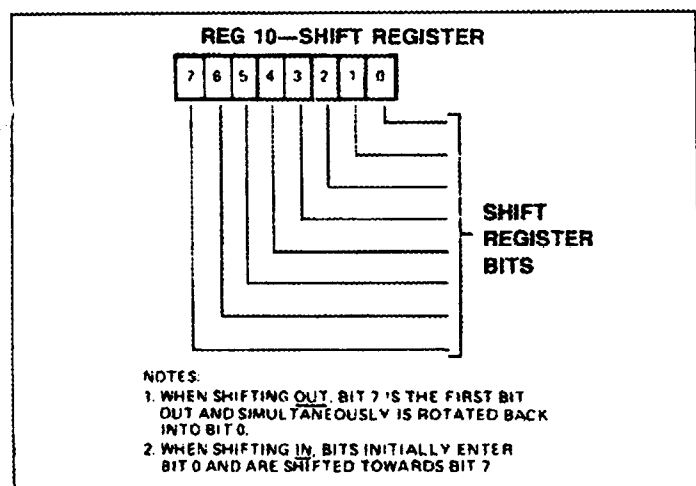 REG 10—SHIFT REGISTER
7 6 5 4 3 2 1 0
SHIFT
REGISTER
BITS
NOTES:
1. WHEN SHIFTING OUT, BIT 7 IS THE FIRST BIT
OUT AND SIMULTANEOUSLY IS ROTATED BACK
INTO BIT 0.
2. WHEN SHIFTING IN, BITS INITIALLY ENTER
BIT 0 AND ARE SHIFTED TOWARDS BIT 7